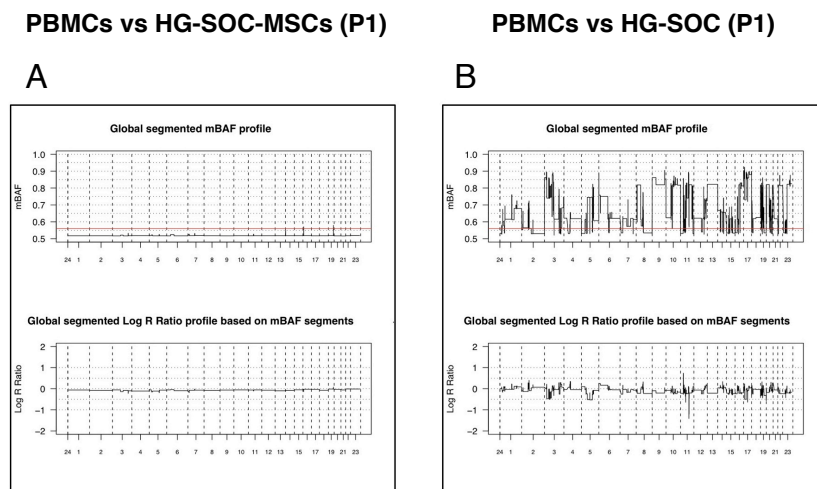 PBMCs vs HG-SOC-MSCs (P1)
PBMCs vs HG-SOC (P1)
A
Global segmented mBAF profile
mBAF
1.0
0.9
0.8
0.7
0.6
0.5
24 1 2 3 4 5 6 7 8 9 10 11 12 13 15 17 19 21 23
Global segmented Log R Ratio profile based on mBAF segments
Log R Ratio
2
1
0
−1
−2
24 1 2 3 4 5 6 7 8 9 10 11 12 13 15 17 19 21 23
B
Global segmented mBAF profile
mBAF
1.0
0.9
0.8
0.7
0.6
0.5
24 1 2 3 4 5 6 7 8 9 10 11 12 13 15 17 19 21 23
Global segmented Log R Ratio profile based on mBAF segments
Log R Ratio
2
1
0
−1
−2
24 1 2 3 4 5 6 7 8 9 10 11 12 13 15 17 19 21 23